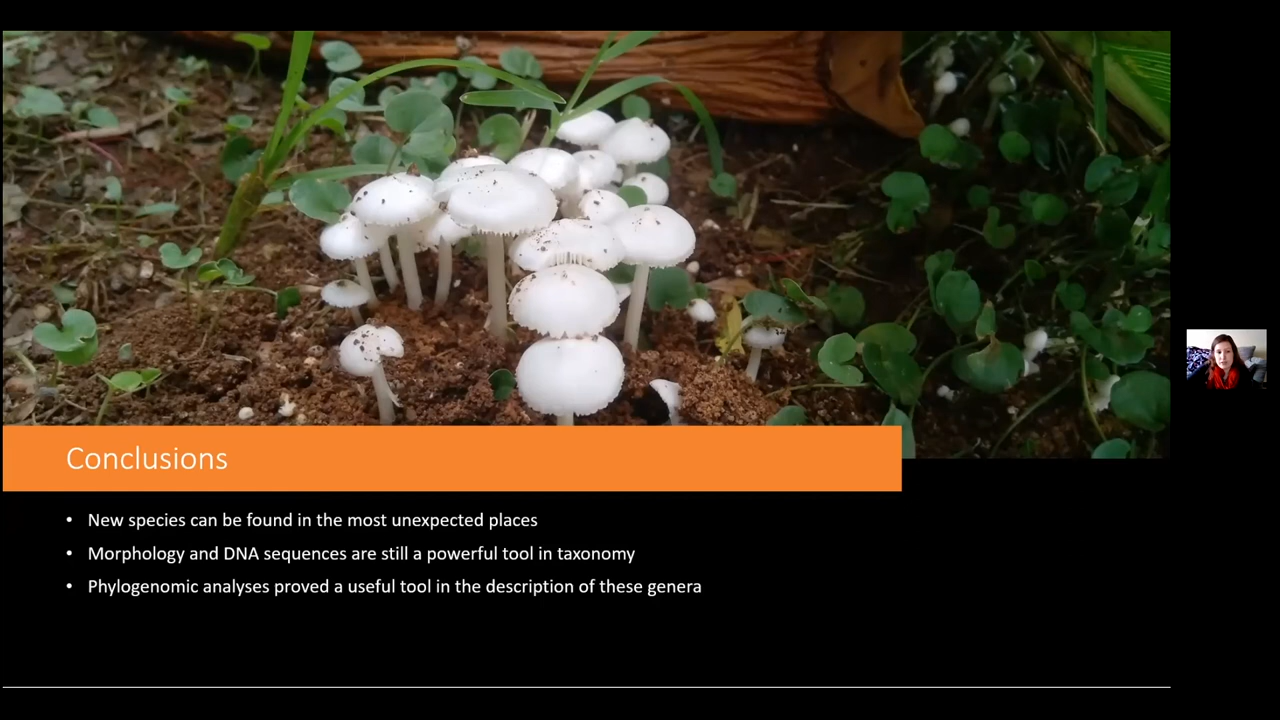 Conclusions
• New species can be found in the most unexpected places
• Morphology and DNA sequences are still a powerful tool in taxonomy
• Phylogenomic analyses proved a useful tool in the description of these genera